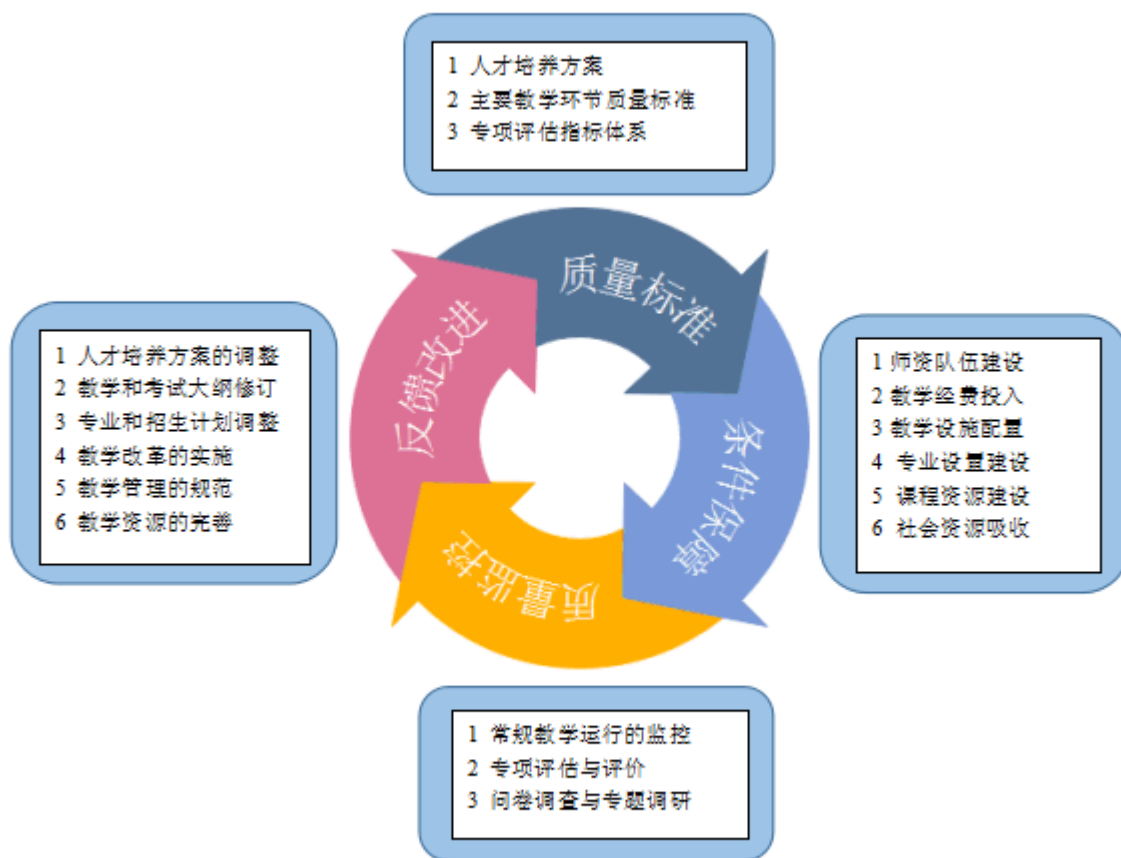 1 人才培养方案
2 主要教学环节质量标准
3 专项评估指标体系
质量标准
反馈改进
1 人才培养方案的调整
2 教学和考试大纲修订
3 专业和招生计划调整
4 教学改革的实施
5 教学管理的规范
6 教学资源的完善
条件保障
1 师资队伍建设
2 教学经费投入
3 教学设施配置
4 专业设置建设
5 课程资源建设
6 社会资源吸收
质量监控
1 常规教学运行的监控
2 专项评估与评价
3 问卷调查与专题调研